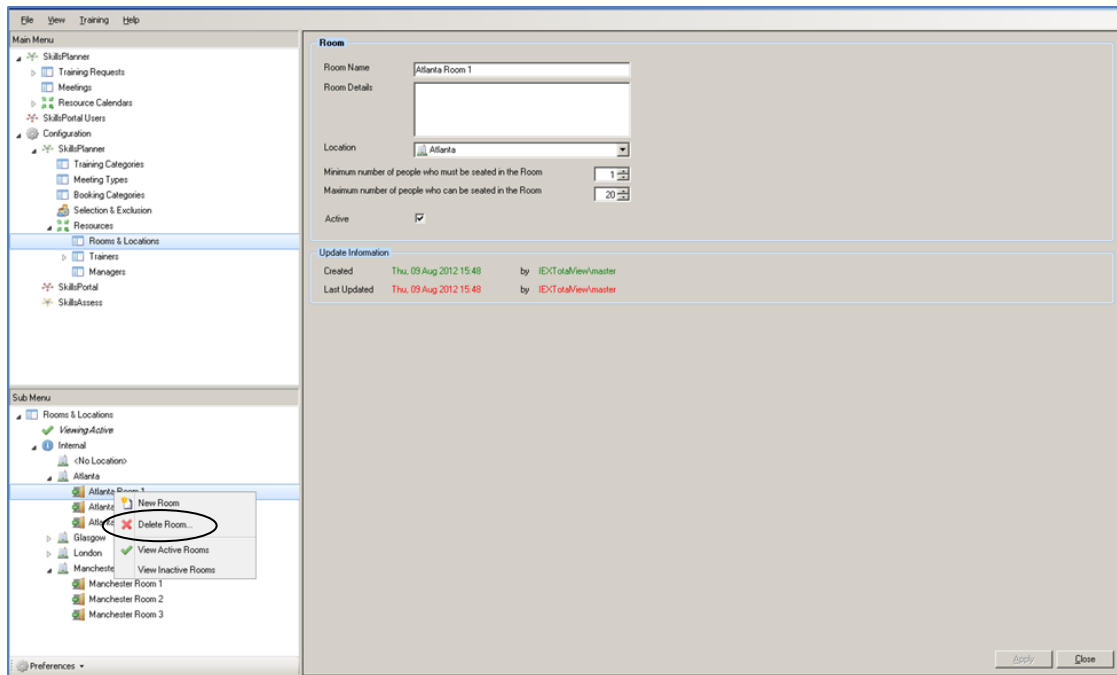 File View Training Help
Main Menu
SkillsPlanner
Training Requests
Meetings
Resource Calendars
SkillsPortal Users
Configuration
SkillsPlanner
Training Categories
Meeting Types
Booking Categories
Selection & Exclusion
Resources
Rooms & Locations
Trainers
Managers
SkillsPortal
SkillsAssess
Sub Menu
Rooms & Locations
Viewing Active
Internal
<No Location>
Atlanta
Atlanta Room 1
Atlanta
Atlanta
Glasgow
London
Manchester
Manchester Room 1
Manchester Room 2
Manchester Room 3
New Room
Delete Room...
View Active Rooms
View Inactive Rooms
Preferences
Room
Room Name Atlanta Room 1
Room Details
Location Atlanta
Minimum number of people who must be seated in the Room 1
Maximum number of people who can be seated in the Room 20
Active
Update Information
Created Thu, 09 Aug 2012 15:48 by IEXTotalView\master
Last Updated Thu, 09 Aug 2012 15:48 by IEXTotalView\master
Apply Close